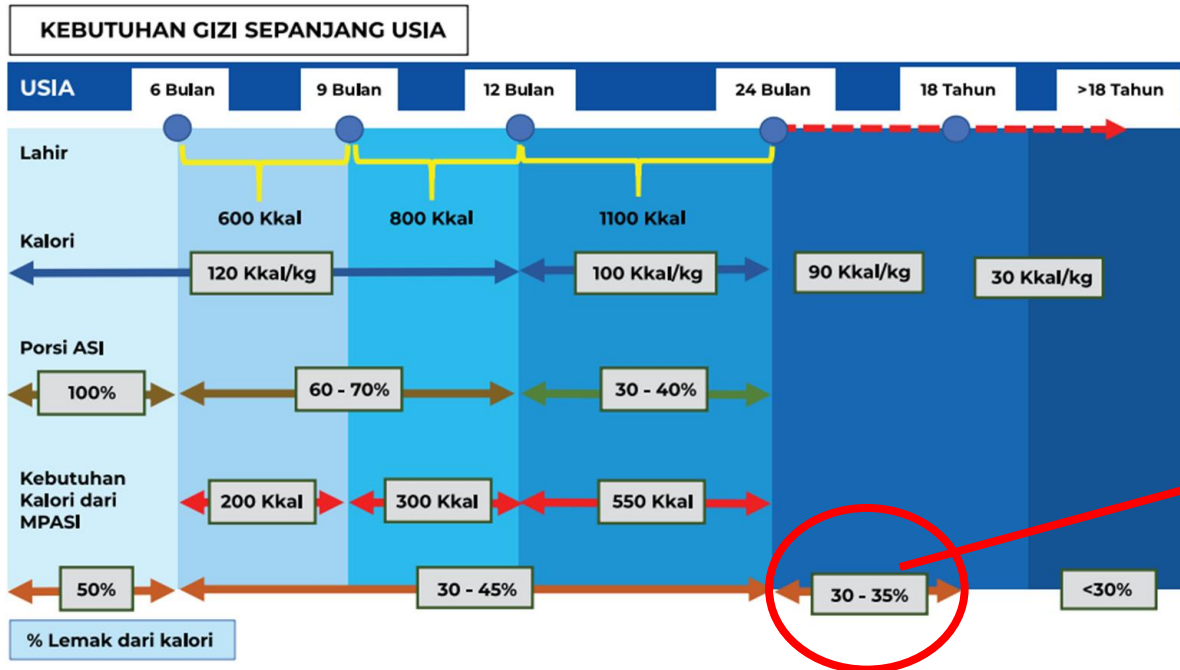 KEBUTUHAN GIZI SEPANJANG USIA
USIA 6 Bulan 9 Bulan 12 Bulan 24 Bulan 18 Tahun >18 Tahun
Lahir
600 Kkal 800 Kkal 1100 Kkal
Kalori
120 Kkal/kg 100 Kkal/kg 90 Kkal/kg 30 Kkal/kg
Porsi ASI
100% 60 - 70% 30 - 40%
Kebutuhan
Kalori dari
MPASI
200 Kkal 300 Kkal 550 Kkal
50% 30 - 45% 30 - 35% <30%
% Lemak dari kalori